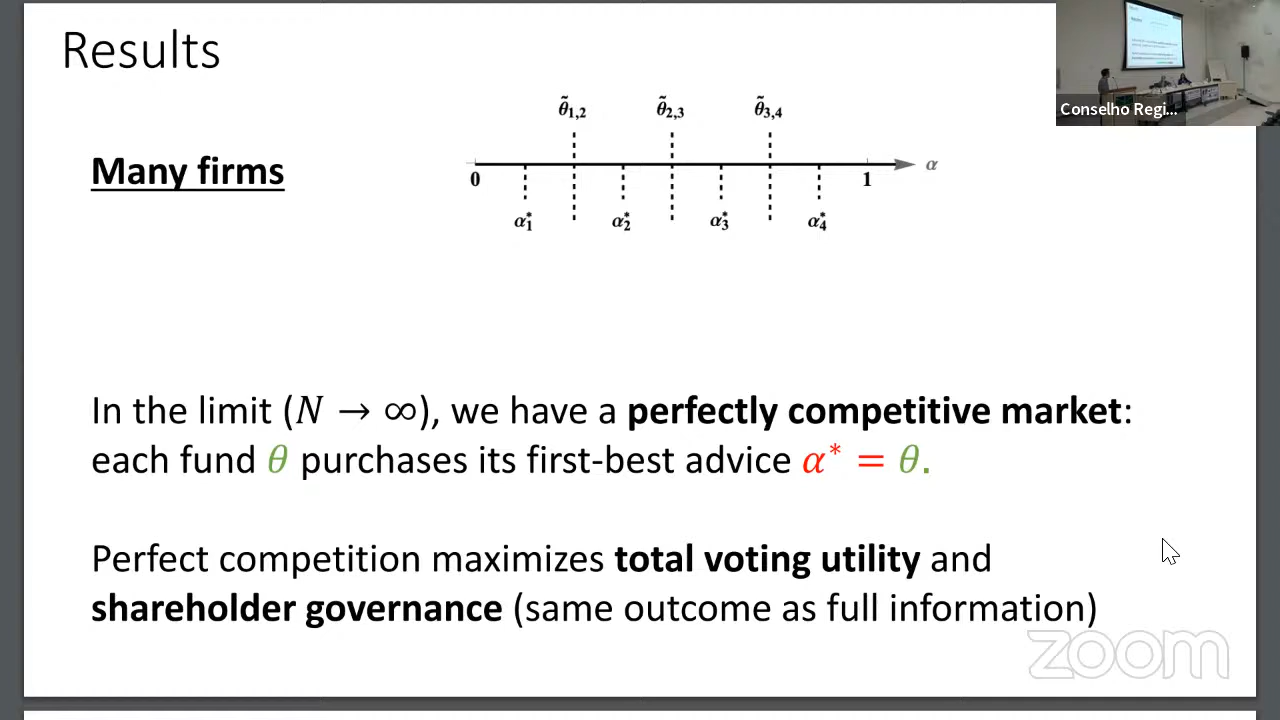 Results
Conselho Regi...
θ̃1,2 θ̃2,3 θ̃3,4
Many firms
α
0 1
α*1 α*2 α*3 α*4
In the limit (N → ∞), we have a perfectly competitive market:
each fund θ purchases its first-best advice α* = θ.
Perfect competition maximizes total voting utility and
shareholder governance (same outcome as full information)
zoom